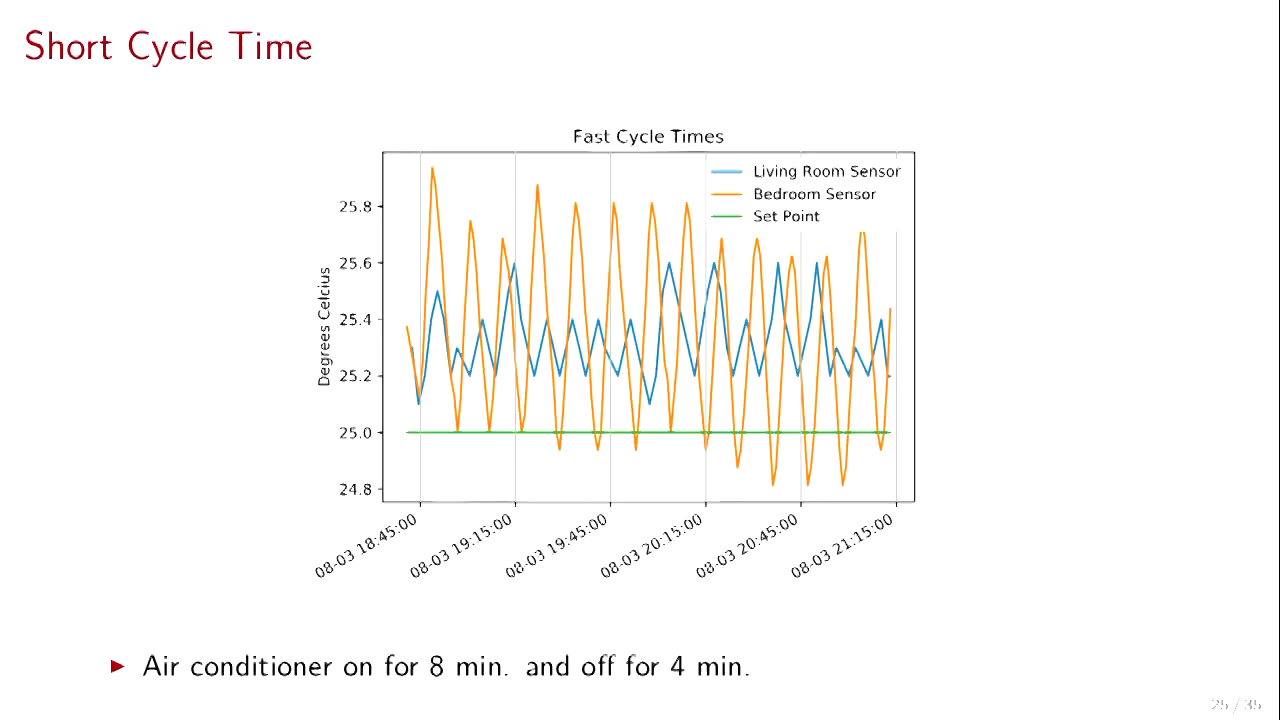 Short Cycle Time
Fast Cycle Times
Living Room Sensor
Bedroom Sensor
Set Point
Degrees Celcius
25.8
25.6
25.4
25.2
25.0
24.8
08-03 18:45:00
08-03 19:15:00
08-03 19:45:00
08-03 20:15:00
08-03 20:45:00
08-03 21:15:00
► Air conditioner on for 8 min. and off for 4 min.
25 / 35